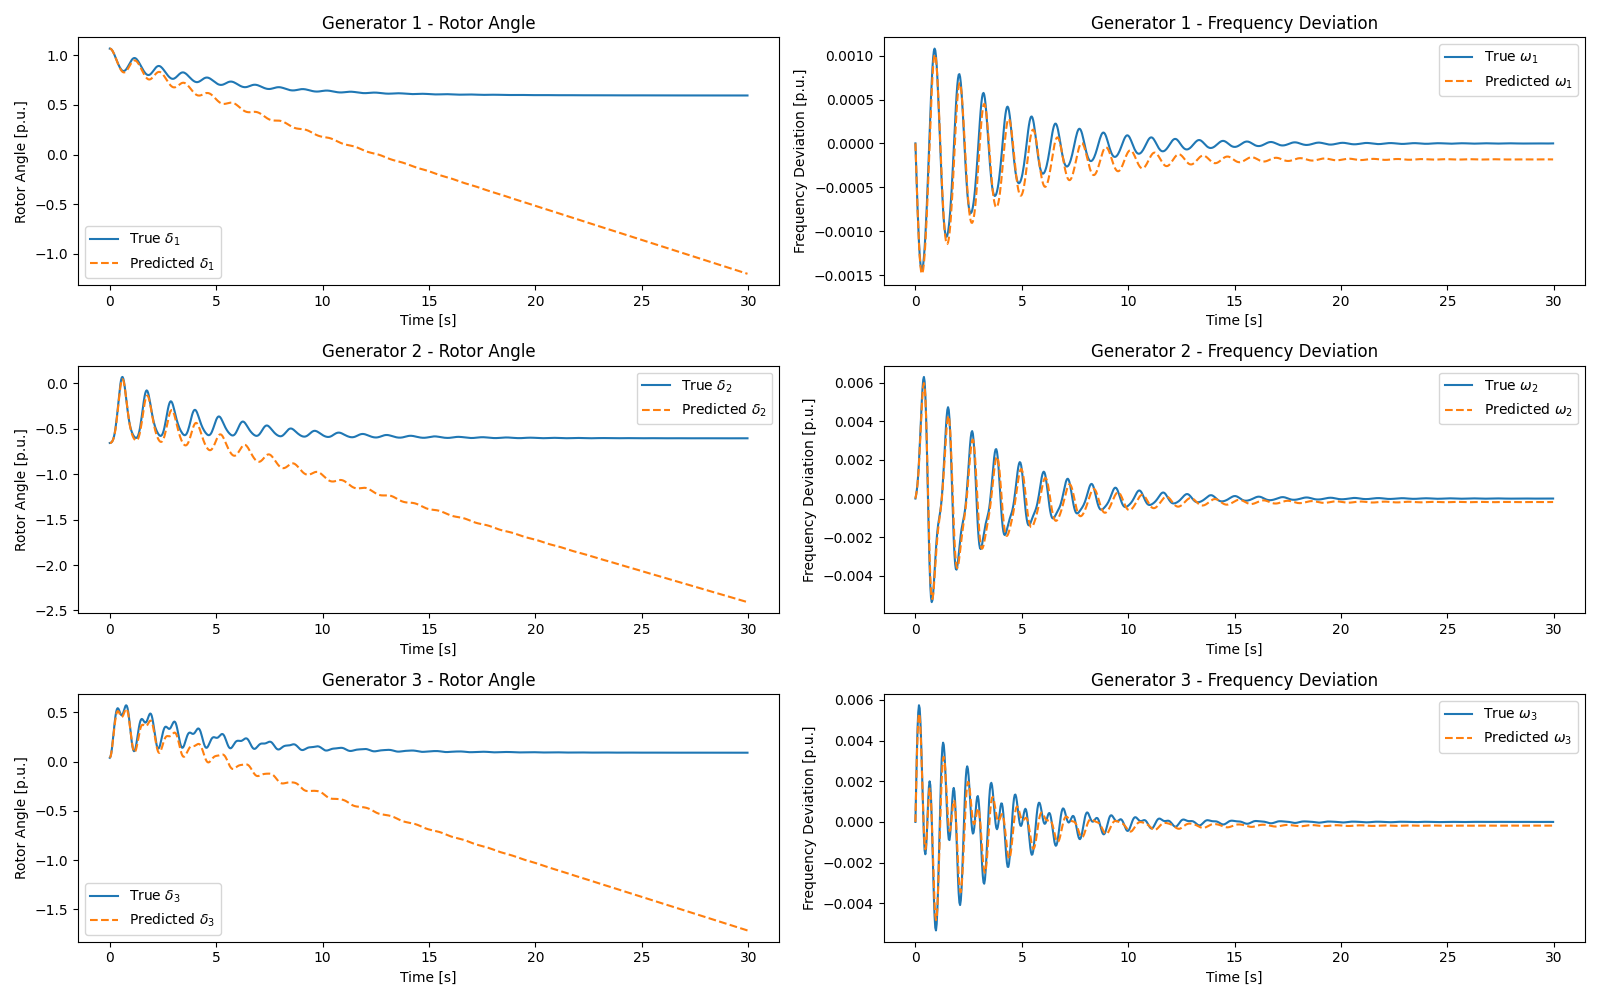 Generator 1 - Rotor Angle
Rotor Angle [p.u.]
1.0
0.5
0.0
−0.5
−1.0
True δ₁
Predicted δ₁
0 5 10 15 20 25 30
Time [s]
Generator 1 - Frequency Deviation
Frequency Deviation [p.u.]
0.0010
0.0005
0.0000
−0.0005
−0.0010
−0.0015
True ω₁
Predicted ω₁
0 5 10 15 20 25 30
Time [s]
Generator 2 - Rotor Angle
Rotor Angle [p.u.]
0.0
−0.5
−1.0
−1.5
−2.0
−2.5
True δ₂
Predicted δ₂
0 5 10 15 20 25 30
Time [s]
Generator 2 - Frequency Deviation
Frequency Deviation [p.u.]
0.006
0.004
0.002
0.000
−0.002
−0.004
True ω₂
Predicted ω₂
0 5 10 15 20 25 30
Time [s]
Generator 3 - Rotor Angle
Rotor Angle [p.u.]
0.5
0.0
−0.5
−1.0
−1.5
True δ₃
Predicted δ₃
0 5 10 15 20 25 30
Time [s]
Generator 3 - Frequency Deviation
Frequency Deviation [p.u.]
0.006
0.004
0.002
0.000
−0.002
−0.004
True ω₃
Predicted ω₃
0 5 10 15 20 25 30
Time [s]